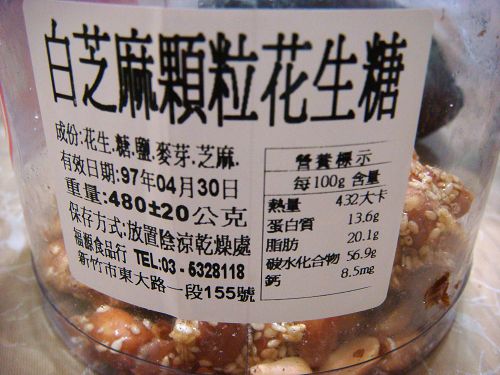 白芝麻顆粒花生糖
成份:花生.糖.鹽.麥芽.芝麻.
有效日期:97年04月30日
重量:480±20公克
保存方式:放置陰涼乾燥處
福源食品行 TEL:03-5328118
新竹市東大路一段155號
營養標示
每100g 含量
熱量 432大卡
蛋白質 13.6g
脂肪 20.1g
碳水化合物 56.9g
鈣 8.5mg